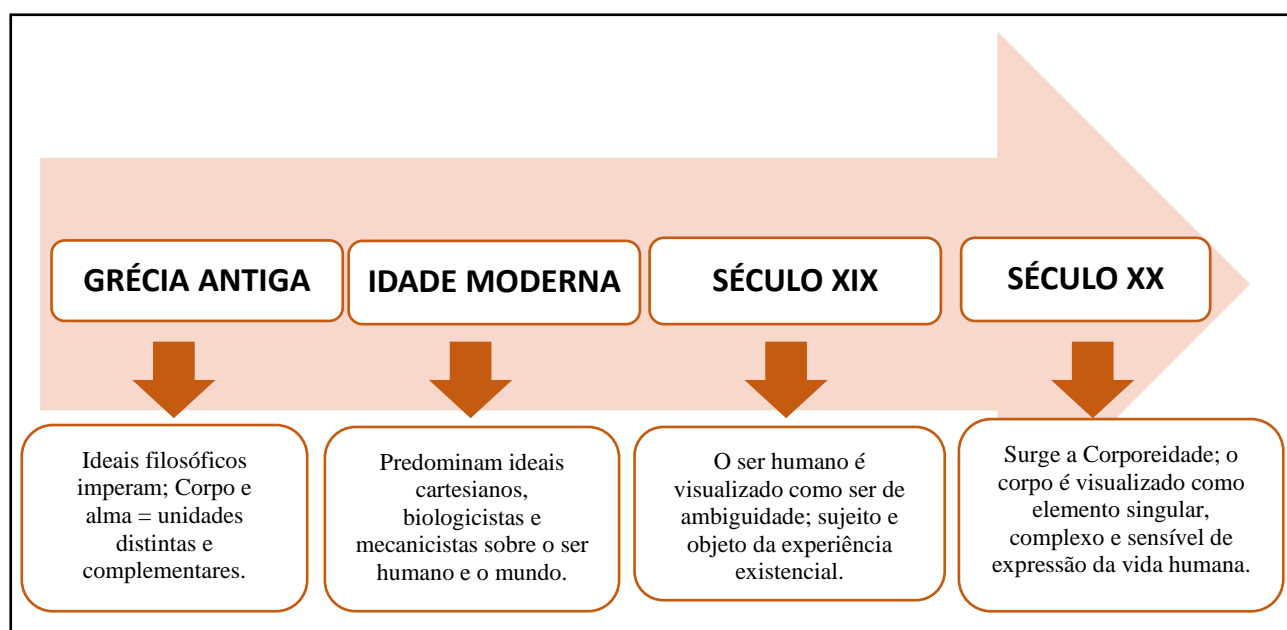 GRÉCIA ANTIGA
IDADE MODERNA
SÉCULO XIX
SÉCULO XX
Ideais filosóficos
imperam; Corpo e
alma = unidades
distintas e
complementares.
Predominam ideais
cartesianos,
biologicistas e
mecanicistas sobre o ser
humano e o mundo.
O ser humano é
visualizado como ser de
ambiguidade; sujeito e
objeto da experiência
existencial.
Surge a Corporeidade; o
corpo é visualizado como
elemento singular,
complexo e sensível de
expressão da vida humana.